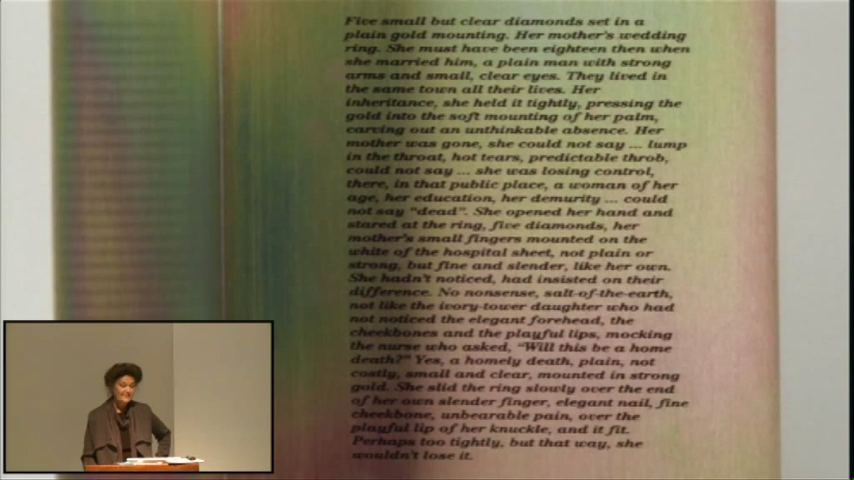 Five small but clear diamonds set in a
plain gold mounting. Her mother's wedding
ring. She must have been eighteen then when
she married him, a plain man with strong
arms and small, clear eyes. They lived in
the same town all their lives. Her
inheritance, she held it tightly, pressing the
gold into the soft mounting of her palm,
carving out an unthinkable absence. Her
mother was gone, she could not say ... lump
in the throat, hot tears, predictable throb,
could not say ... she was losing control,
there, in that public place, a woman of her
age, her education, her demurity ... could
not say "dead". She opened her hand and
stared at the ring, five diamonds, her
mother's small fingers mounted on the
white of the hospital sheet, not plain or
strong, but fine and slender, like her own.
She hadn't noticed, had insisted on their
difference. No nonsense, salt-of-the-earth,
not like the ivory-tower daughter who had
not noticed the elegant forehead, the
cheekbones and the playful lips, mocking
the nurse who asked, "Will this be a home
death?" Yes, a homely death, plain, not
costly, small and clear, mounted in strong
gold. She slid the ring slowly over the end
of her own slender finger, elegant nail, fine
cheekbone, unbearable pain, over the
playful lip of her knuckle, and it fit.
Perhaps too tightly, but that way, she
wouldn't lose it.